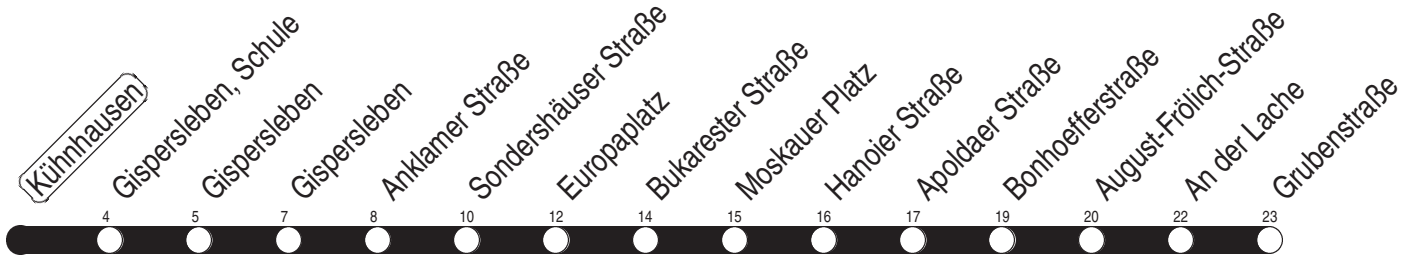 Kühnhausen
Gispersleben, Schule
Gispersleben
Gispersleben
Anklamer Straße
Sondershäuser Straße
Europaplatz
Bukarester Straße
Moskauer Platz
Hanoier Straße
Apoldaer Straße
Bonhoefferstraße
August-Frölich-Straße
An der Lache
Grubenstraße
4 5 7 8 10 12 14 15 16 17 19 20 22 23